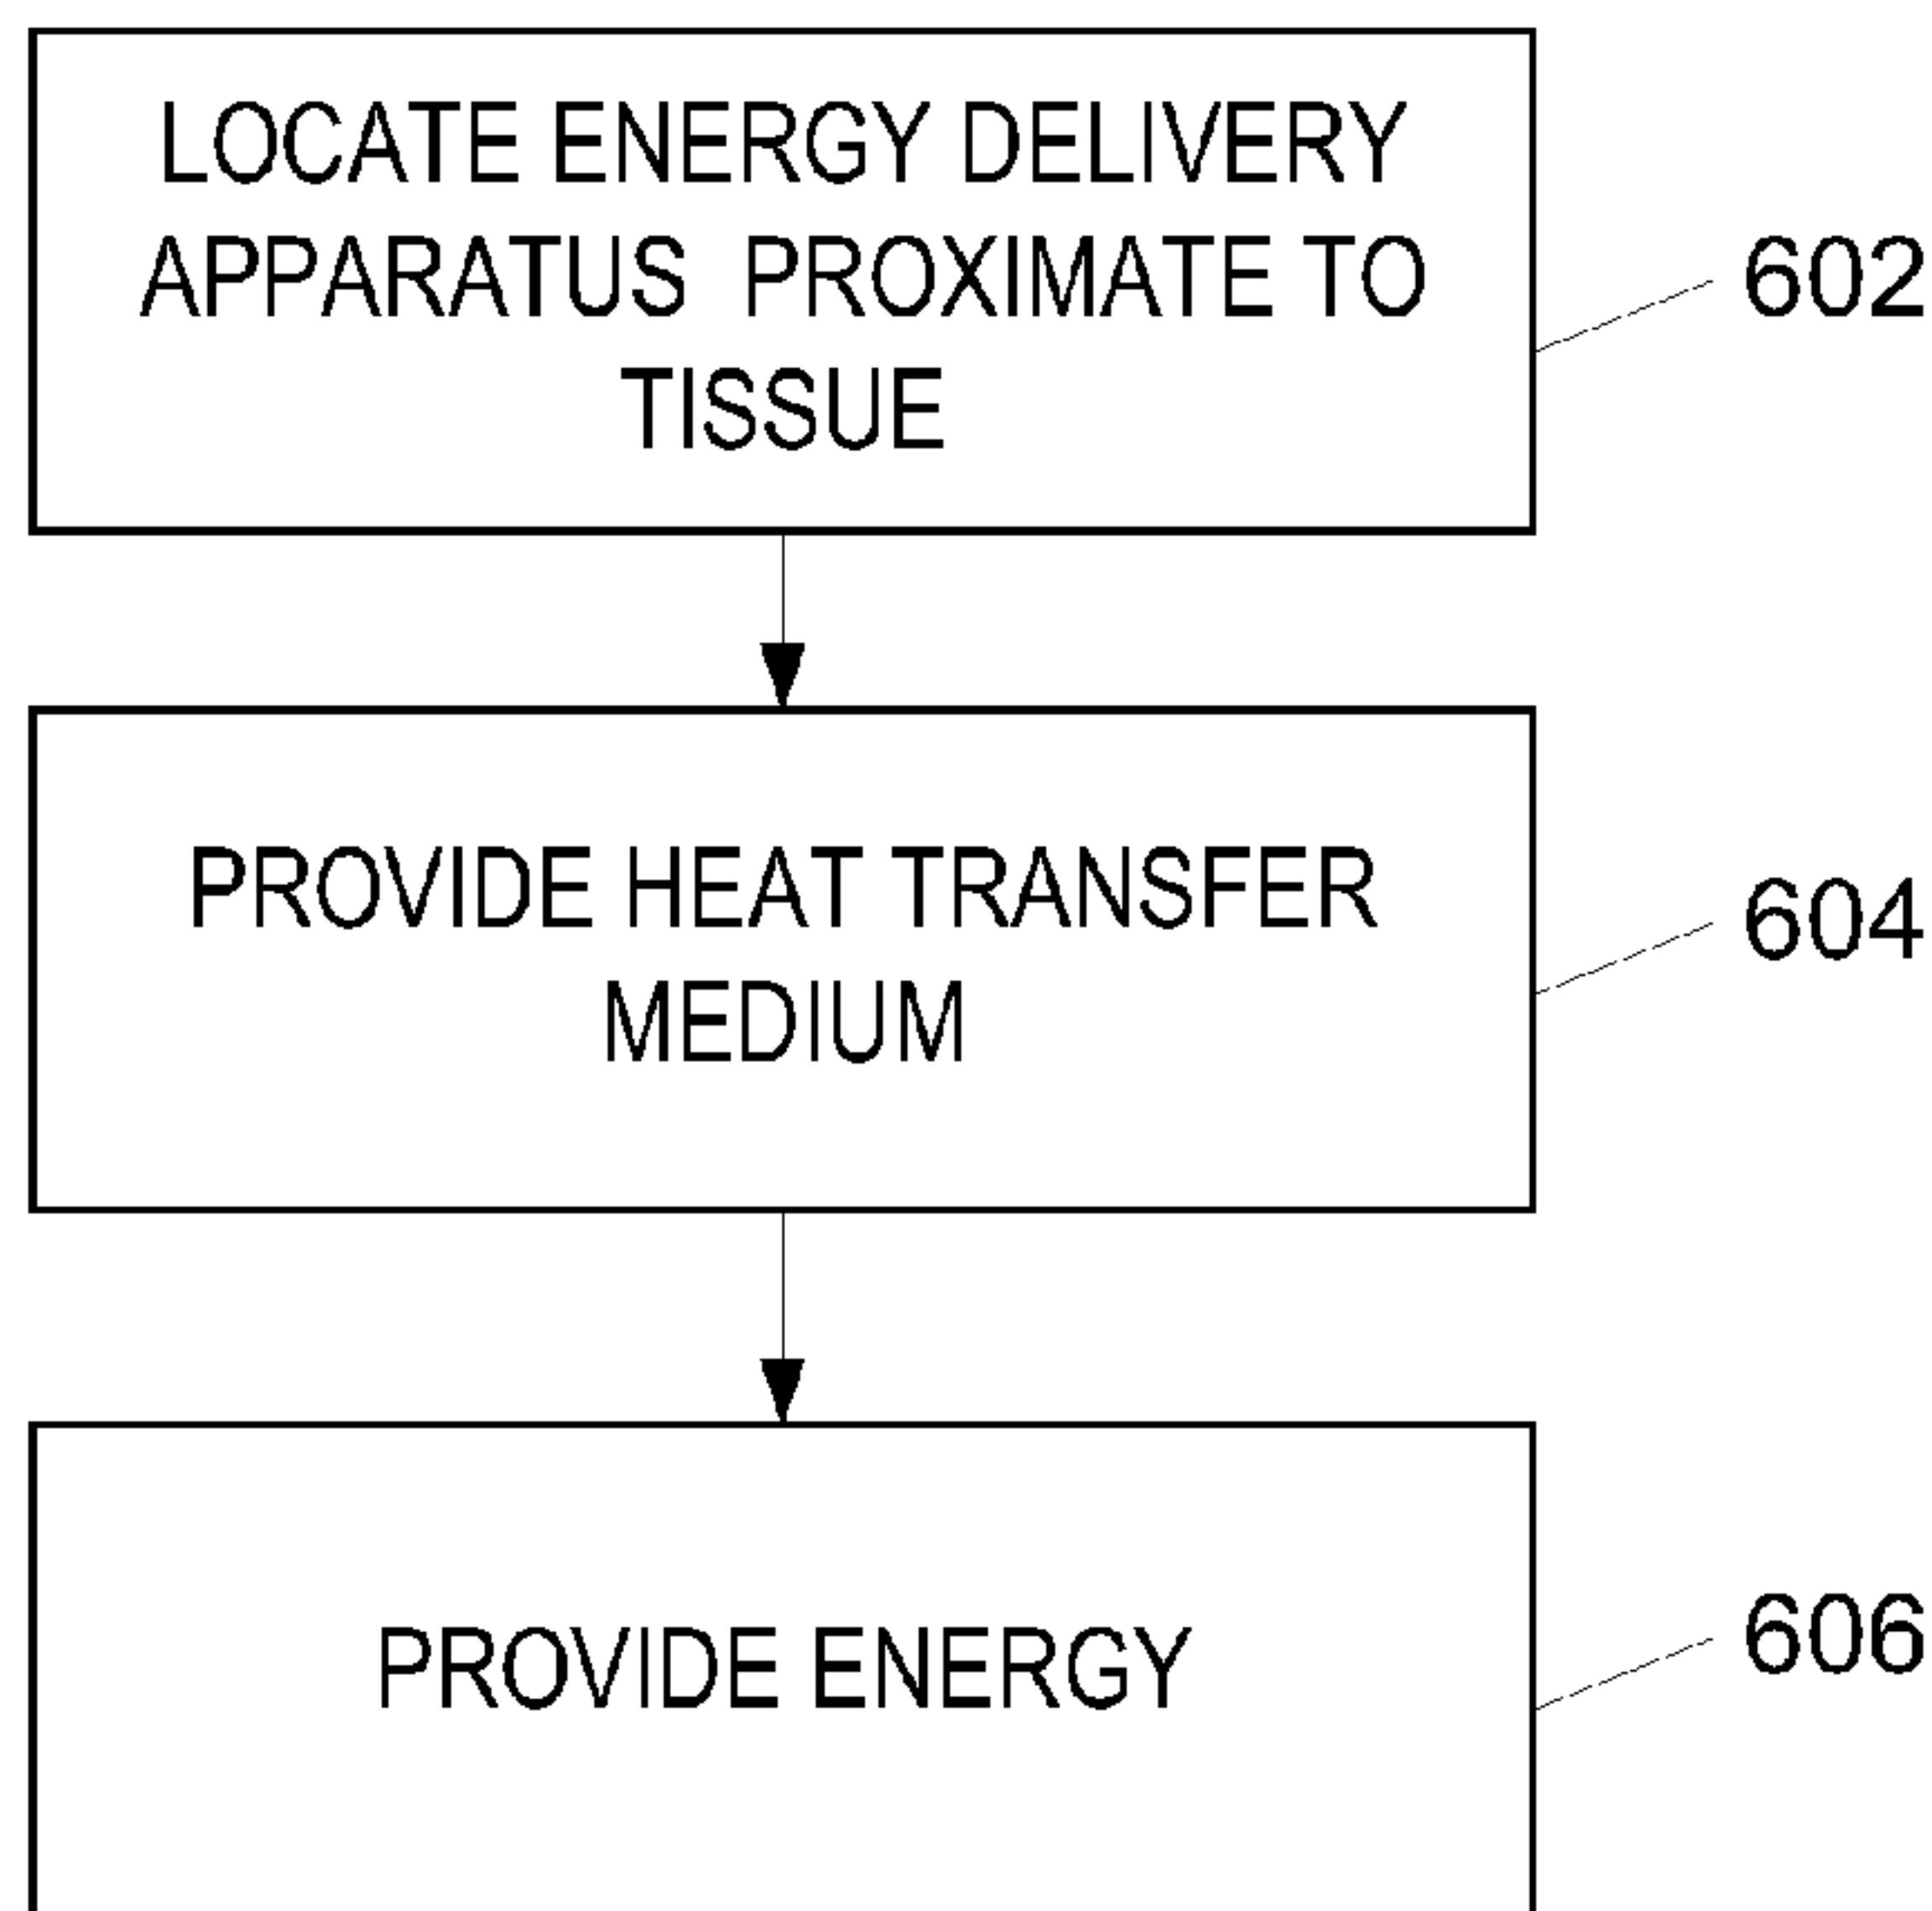 LOCATE ENERGY DELIVERY
APPARATUS PROXIMATE TO
TISSUE
602
PROVIDE HEAT TRANSFER
MEDIUM
604
PROVIDE ENERGY
606